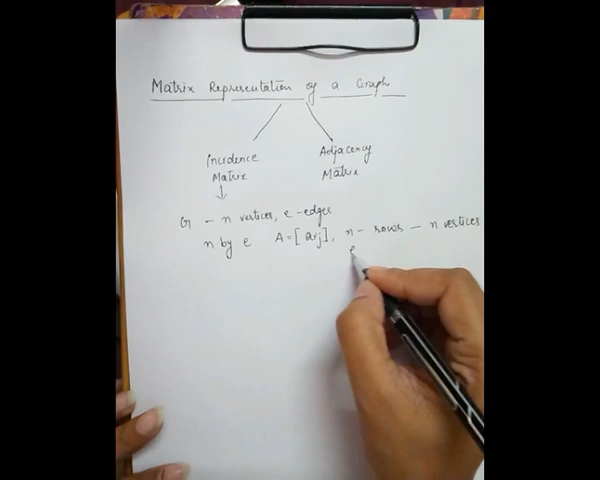 Matrix Representation of a Graph
Incidence Matrix
Adjacency Matrix
G - n vertices, e-edges
n by e A = [aij], n - rows - n vertices
e